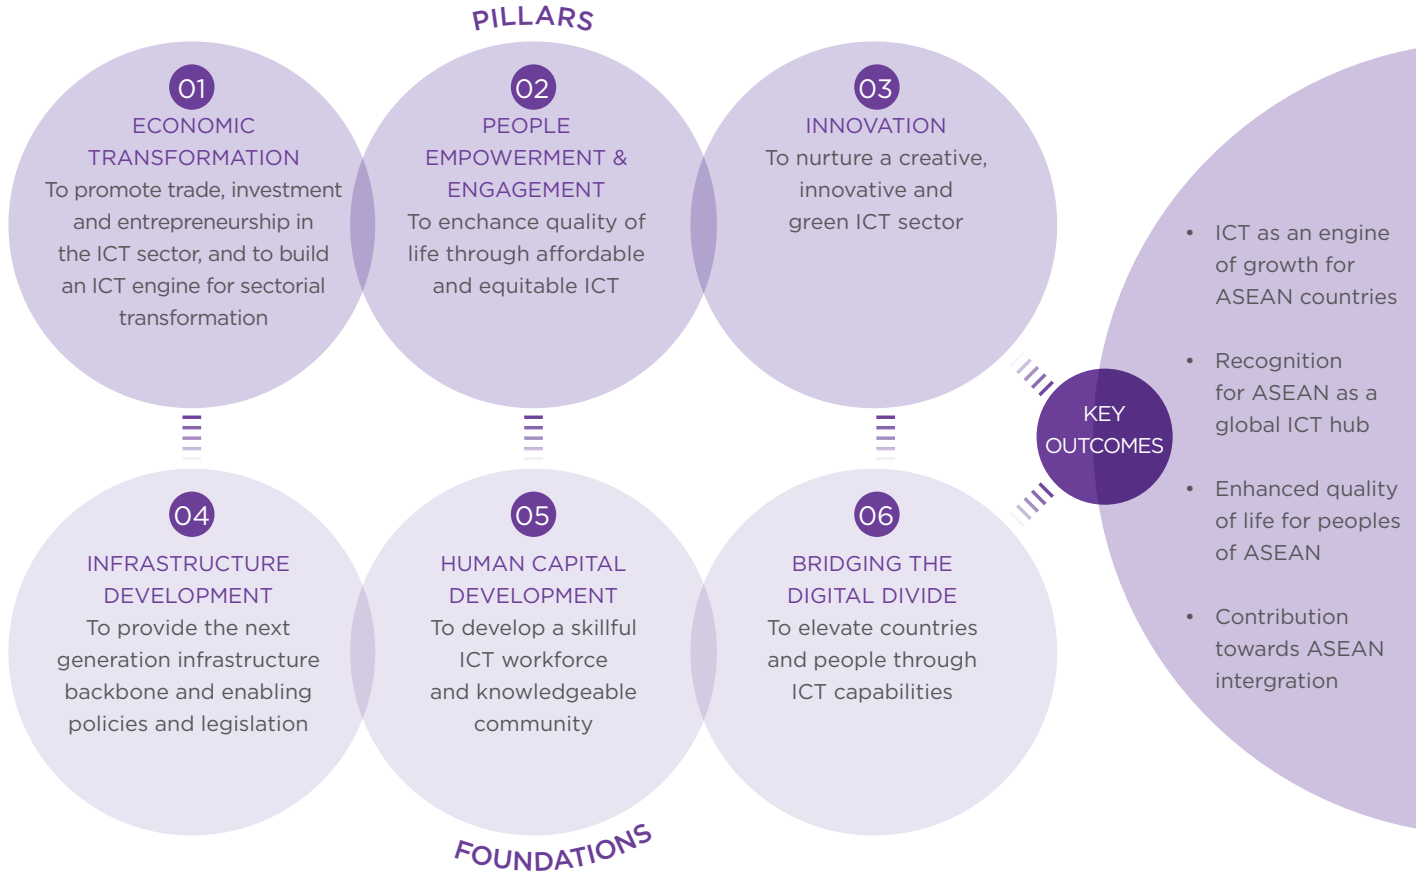 PILLARS
01
ECONOMIC
TRANSFORMATION
To promote trade, investment
and entrepreneurship in
the ICT sector, and to build
an ICT engine for sectorial
transformation
02
PEOPLE
EMPOWERMENT &
ENGAGEMENT
To enchance quality of
life through affordable
and equitable ICT
03
INNOVATION
To nurture a creative,
innovative and
green ICT sector
04
INFRASTRUCTURE
DEVELOPMENT
To provide the next
generation infrastructure
backbone and enabling
policies and legislation
05
HUMAN CAPITAL
DEVELOPMENT
To develop a skillful
ICT workforce
and knowledgeable
community
06
BRIDGING THE
DIGITAL DIVIDE
To elevate countries
and people through
ICT capabilities
FOUNDATIONS
KEY
OUTCOMES
• ICT as an engine
of growth for
ASEAN countries
• Recognition
for ASEAN as a
global ICT hub
• Enhanced quality
of life for peoples
of ASEAN
• Contribution
towards ASEAN
intergration